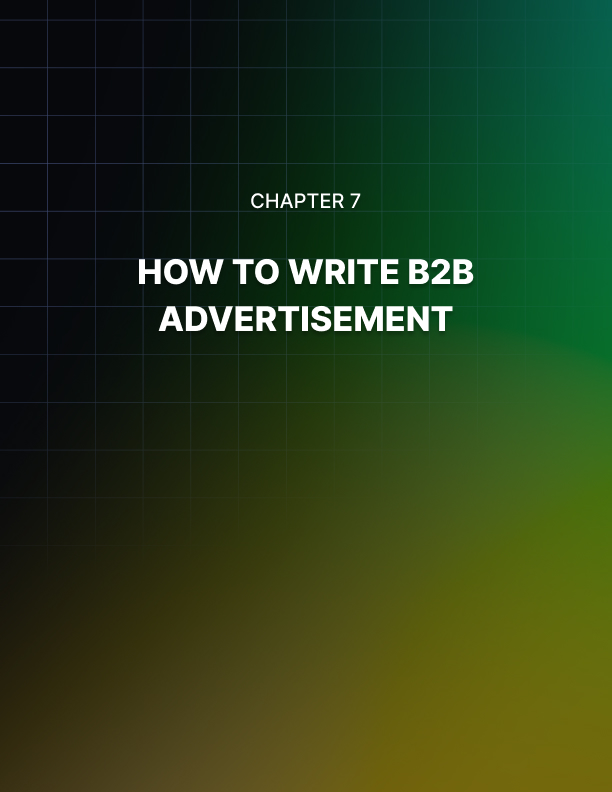 CHAPTER 7
HOW TO WRITE B2B
ADVERTISEMENT